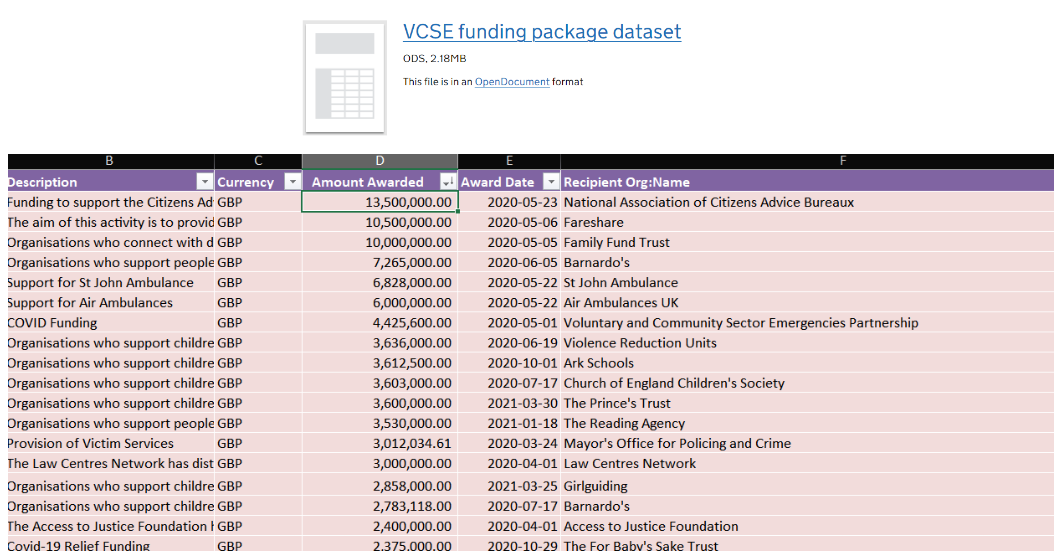 VCSE funding package dataset
ODS, 2.18MB
This file is in an OpenDocument format
B C D E F
Description Currency Amount Awarded Award Date Recipient Org:Name
Funding to support the Citizens Ad GBP 13,500,000.00 2020-05-23 National Association of Citizens Advice Bureaux
The aim of this activity is to provid GBP 10,500,000.00 2020-05-06 Fareshare
Organisations who connect with d GBP 10,000,000.00 2020-05-05 Family Fund Trust
Organisations who support people GBP 7,265,000.00 2020-06-05 Barnardo's
Support for St John Ambulance GBP 6,828,000.00 2020-05-22 St John Ambulance
Support for Air Ambulances GBP 6,000,000.00 2020-05-22 Air Ambulances UK
COVID Funding GBP 4,425,600.00 2020-05-01 Voluntary and Community Sector Emergencies Partnership
Organisations who support childre GBP 3,636,000.00 2020-06-19 Violence Reduction Units
Organisations who support childre GBP 3,612,500.00 2020-10-01 Ark Schools
Organisations who support childre GBP 3,603,000.00 2020-07-17 Church of England Children's Society
Organisations who support childre GBP 3,600,000.00 2021-03-30 The Prince's Trust
Organisations who support people GBP 3,530,000.00 2021-01-18 The Reading Agency
Provision of Victim Services GBP 3,012,034.61 2020-03-24 Mayor's Office for Policing and Crime
The Law Centres Network has dist GBP 3,000,000.00 2020-04-01 Law Centres Network
Organisations who support childre GBP 2,858,000.00 2021-03-25 Girlguiding
Organisations who support childre GBP 2,783,118.00 2020-07-17 Barnardo's
The Access to Justice Foundation h GBP 2,400,000.00 2020-04-01 Access to Justice Foundation
Covid-19 Relief Funding GBP 2,375,000.00 2020-10-29 The For Baby's Sake Trust